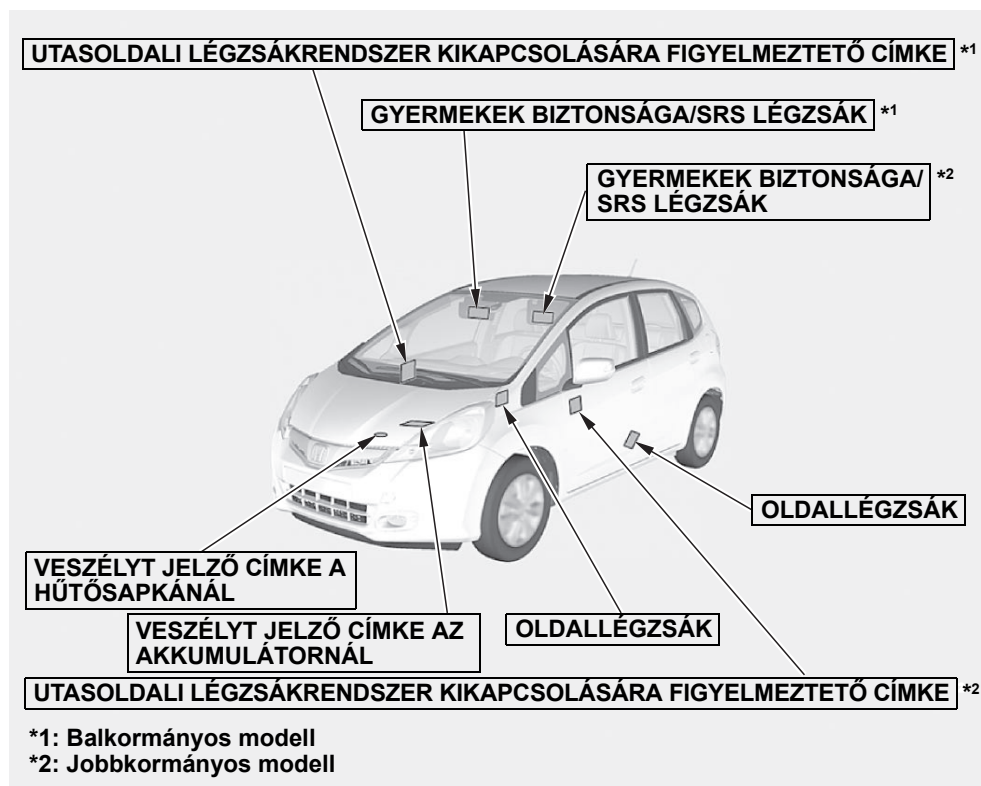 UTASOLDALI LÉGZSÁKRENDSZER KIKAPCSOLÁSÁRA FIGYELMEZTETŐ CÍMKE *1
GYERMEKEK BIZTONSÁGA/SRS LÉGZSÁK *1
GYERMEKEK BIZTONSÁGA/ *2
SRS LÉGZSÁK
OLDALLÉGZSÁK
VESZÉLYT JELZŐ CÍMKE A
HŰTŐSAPKÁNÁL
VESZÉLYT JELZŐ CÍMKE AZ
AKKUMULÁTORNÁL
OLDALLÉGZSÁK
UTASOLDALI LÉGZSÁKRENDSZER KIKAPCSOLÁSÁRA FIGYELMEZTETŐ CÍMKE *2
*1: Balkormányos modell
*2: Jobbkormányos modell